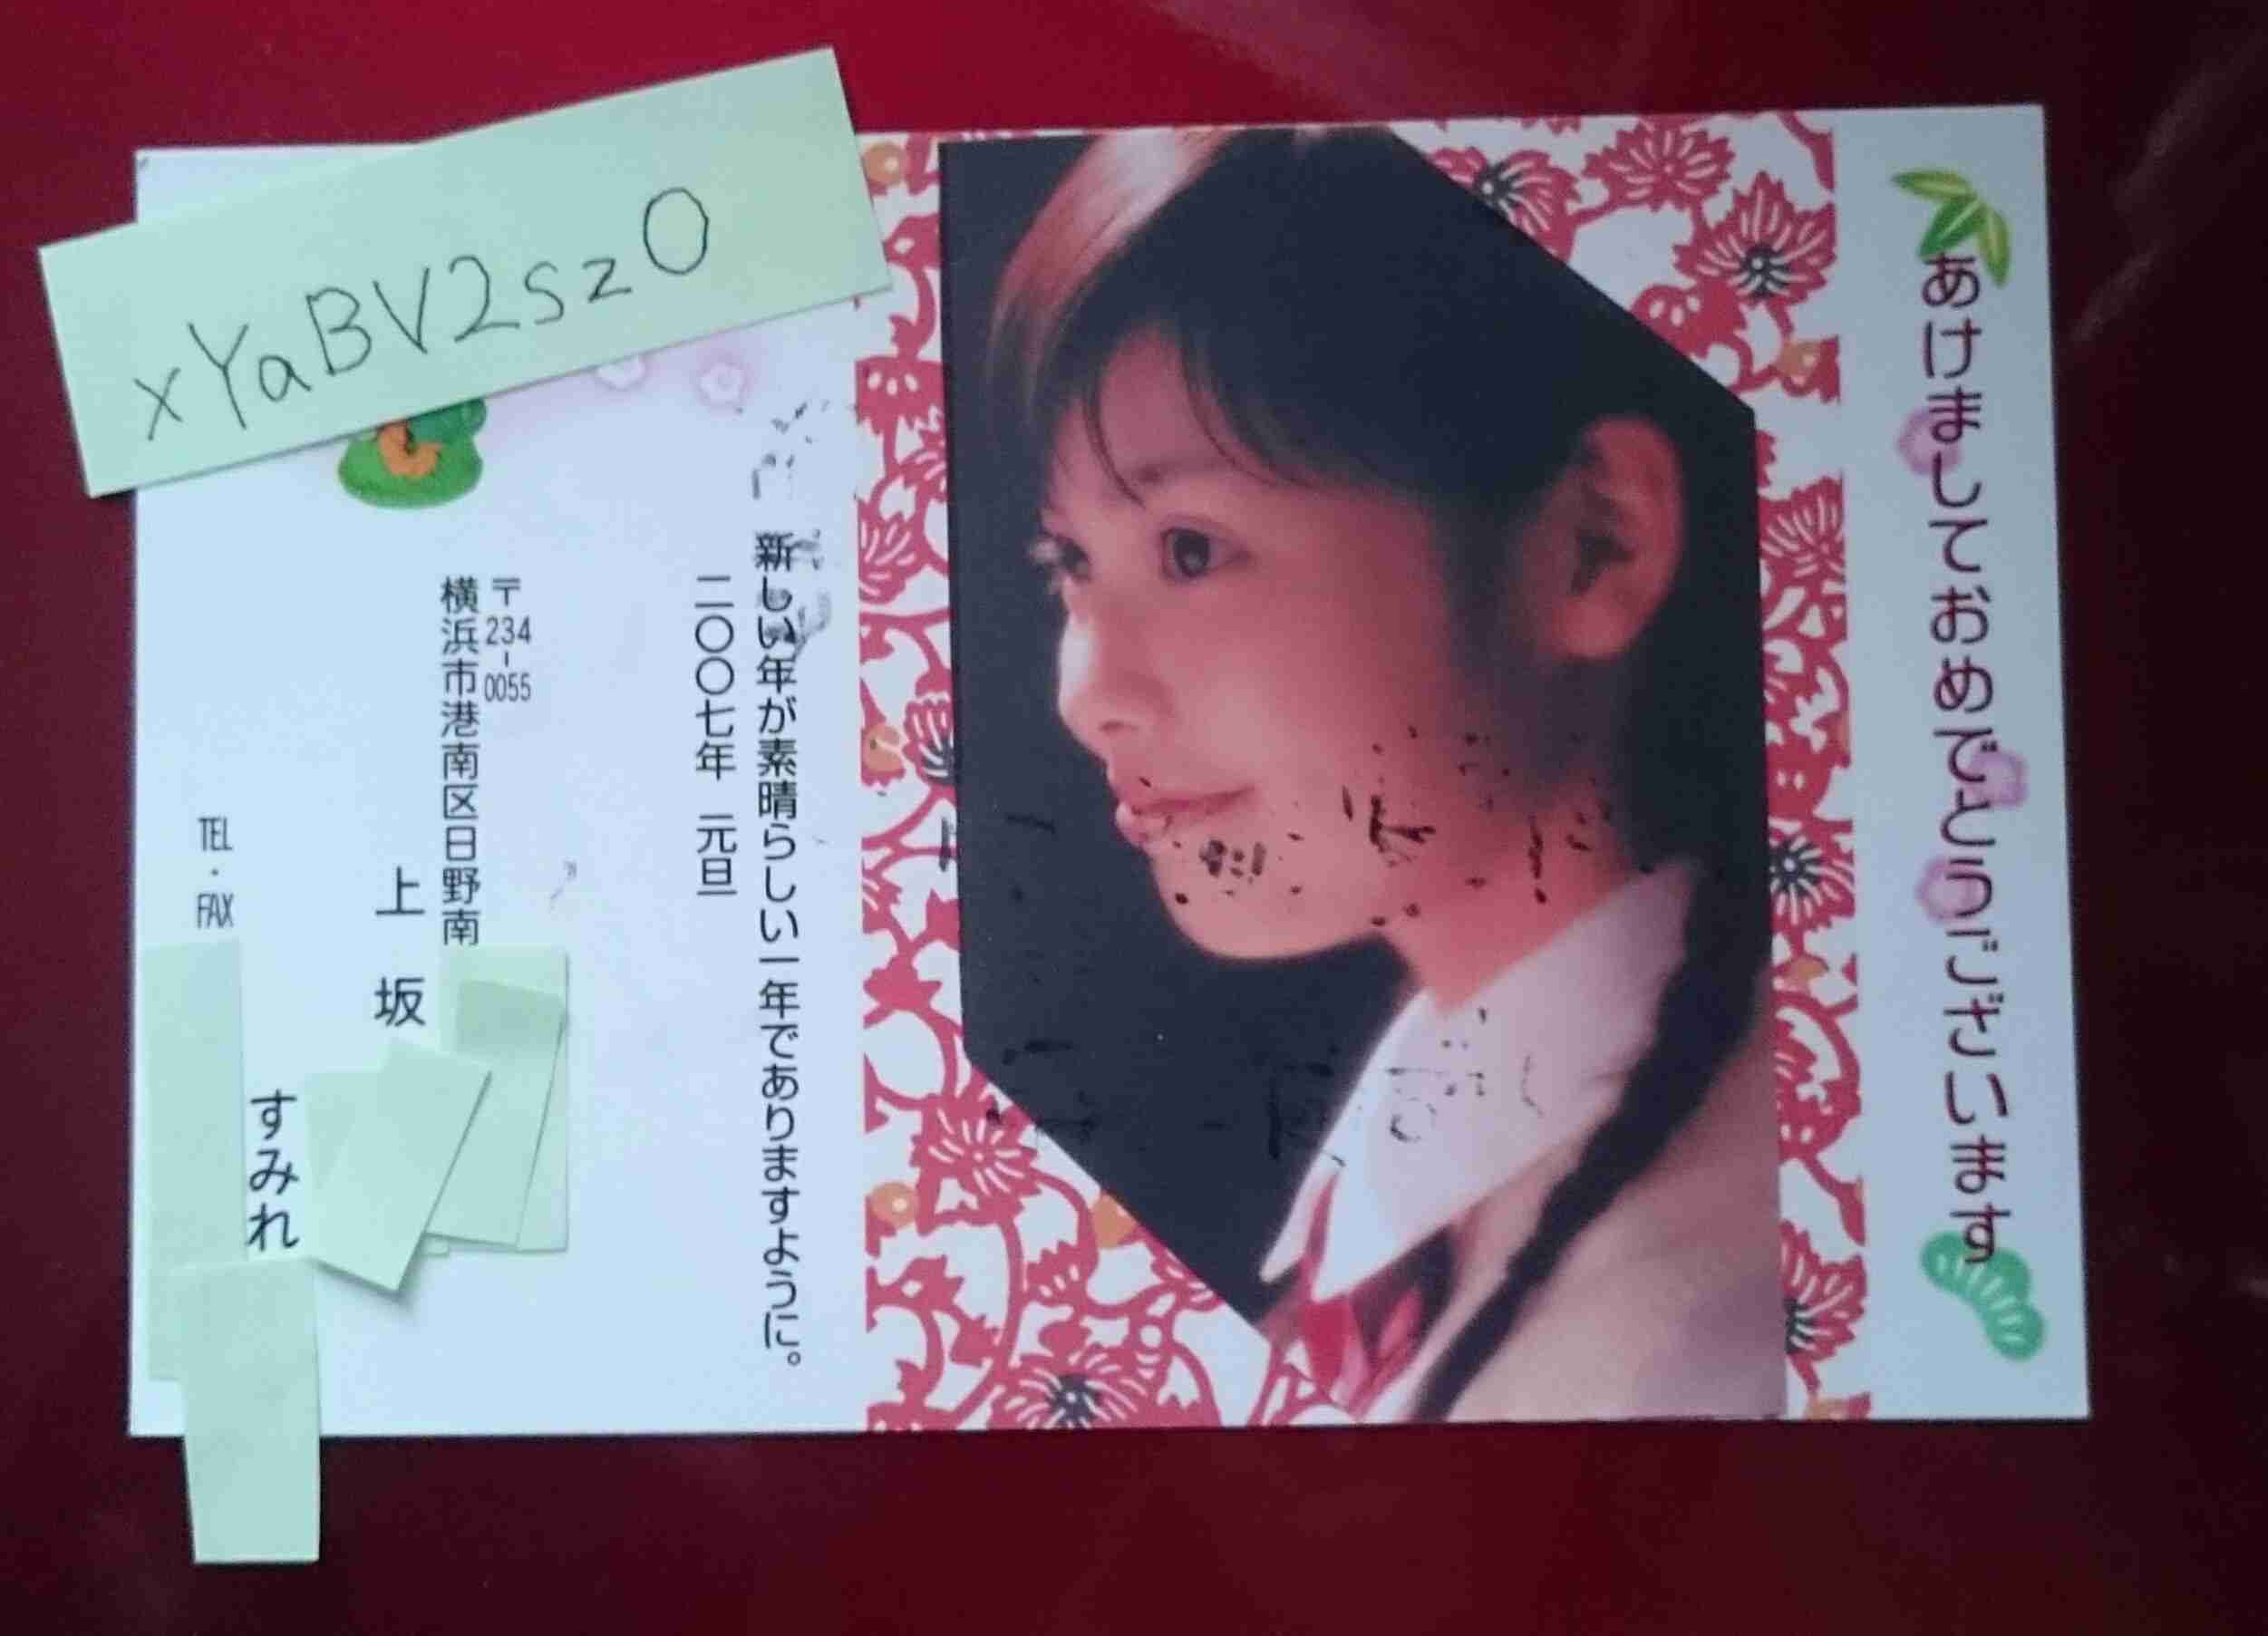 あけましておめでとうございます
新しい年が素晴らしい一年でありますように。
二〇〇七年 元旦
〒234-0055
横浜市港南区日野南
上坂
すみれ
TEL・FAX
xYaBV2szO